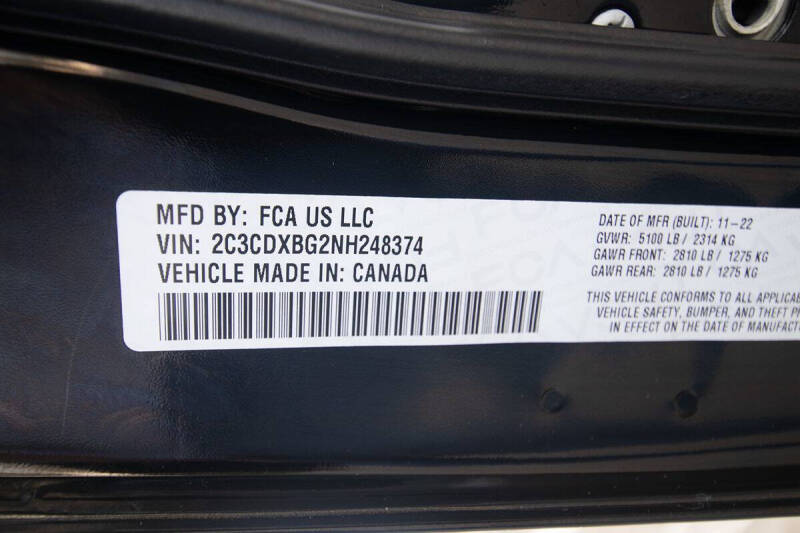 MFD BY: FCA US LLC
VIN: 2C3CDXBG2NH248374
VEHICLE MADE IN: CANADA
DATE OF MFR (BUILT): 11-22
GVWR: 5100 LB / 2314 KG
GAWR FRONT: 2810 LB / 1275 KG
GAWR REAR: 2810 LB / 1275 KG
THIS VEHICLE CONFORMS TO ALL
VEHICLE SAFETY, BUMPER, AND THEFT
IN EFFECT ON THE DATE OF